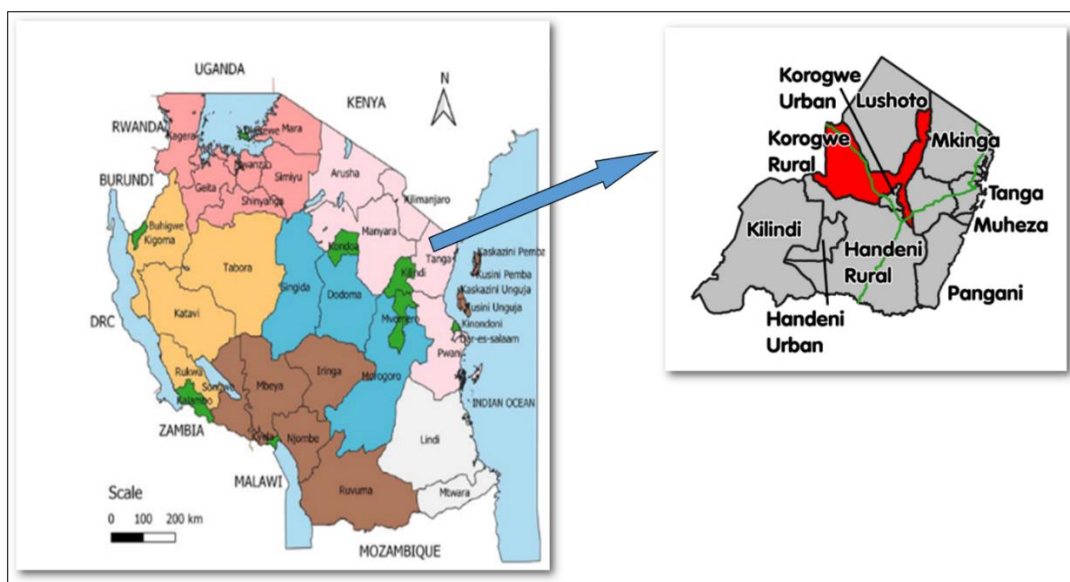 UGANDA
KENYA
N
RWANDA
Kagera
Mara
BURUNDI
Geita
Simiyu
Shinyanga
Arusha
Kilimanjaro
Buhigwe
Kigoma
Manyara
Kondoa
Tanga
Kaskazini Pemba
Kusini Pemba
Kilindi
Kaskazini Unguja
Kusini Unguja
Tabora
Singida
Dodoma
Mvomero
Kinondoni
Dar-es-salaam
DRC
Katavi
Pwani
Rukwa
Songwe
Mbeya
Iringa
Morogoro
Kalambo
INDIAN OCEAN
ZAMBIA
Kyela
Njombe
Lindi
MALAWI
Ruvuma
Mtwara
Scale
0 100 200 km
MOZAMBIQUE
Korogwe
Urban
Lushoto
Korogwe
Rural
Mkinga
Tanga
Muheza
Kilindi
Handeni
Rural
Pangani
Handeni
Urban